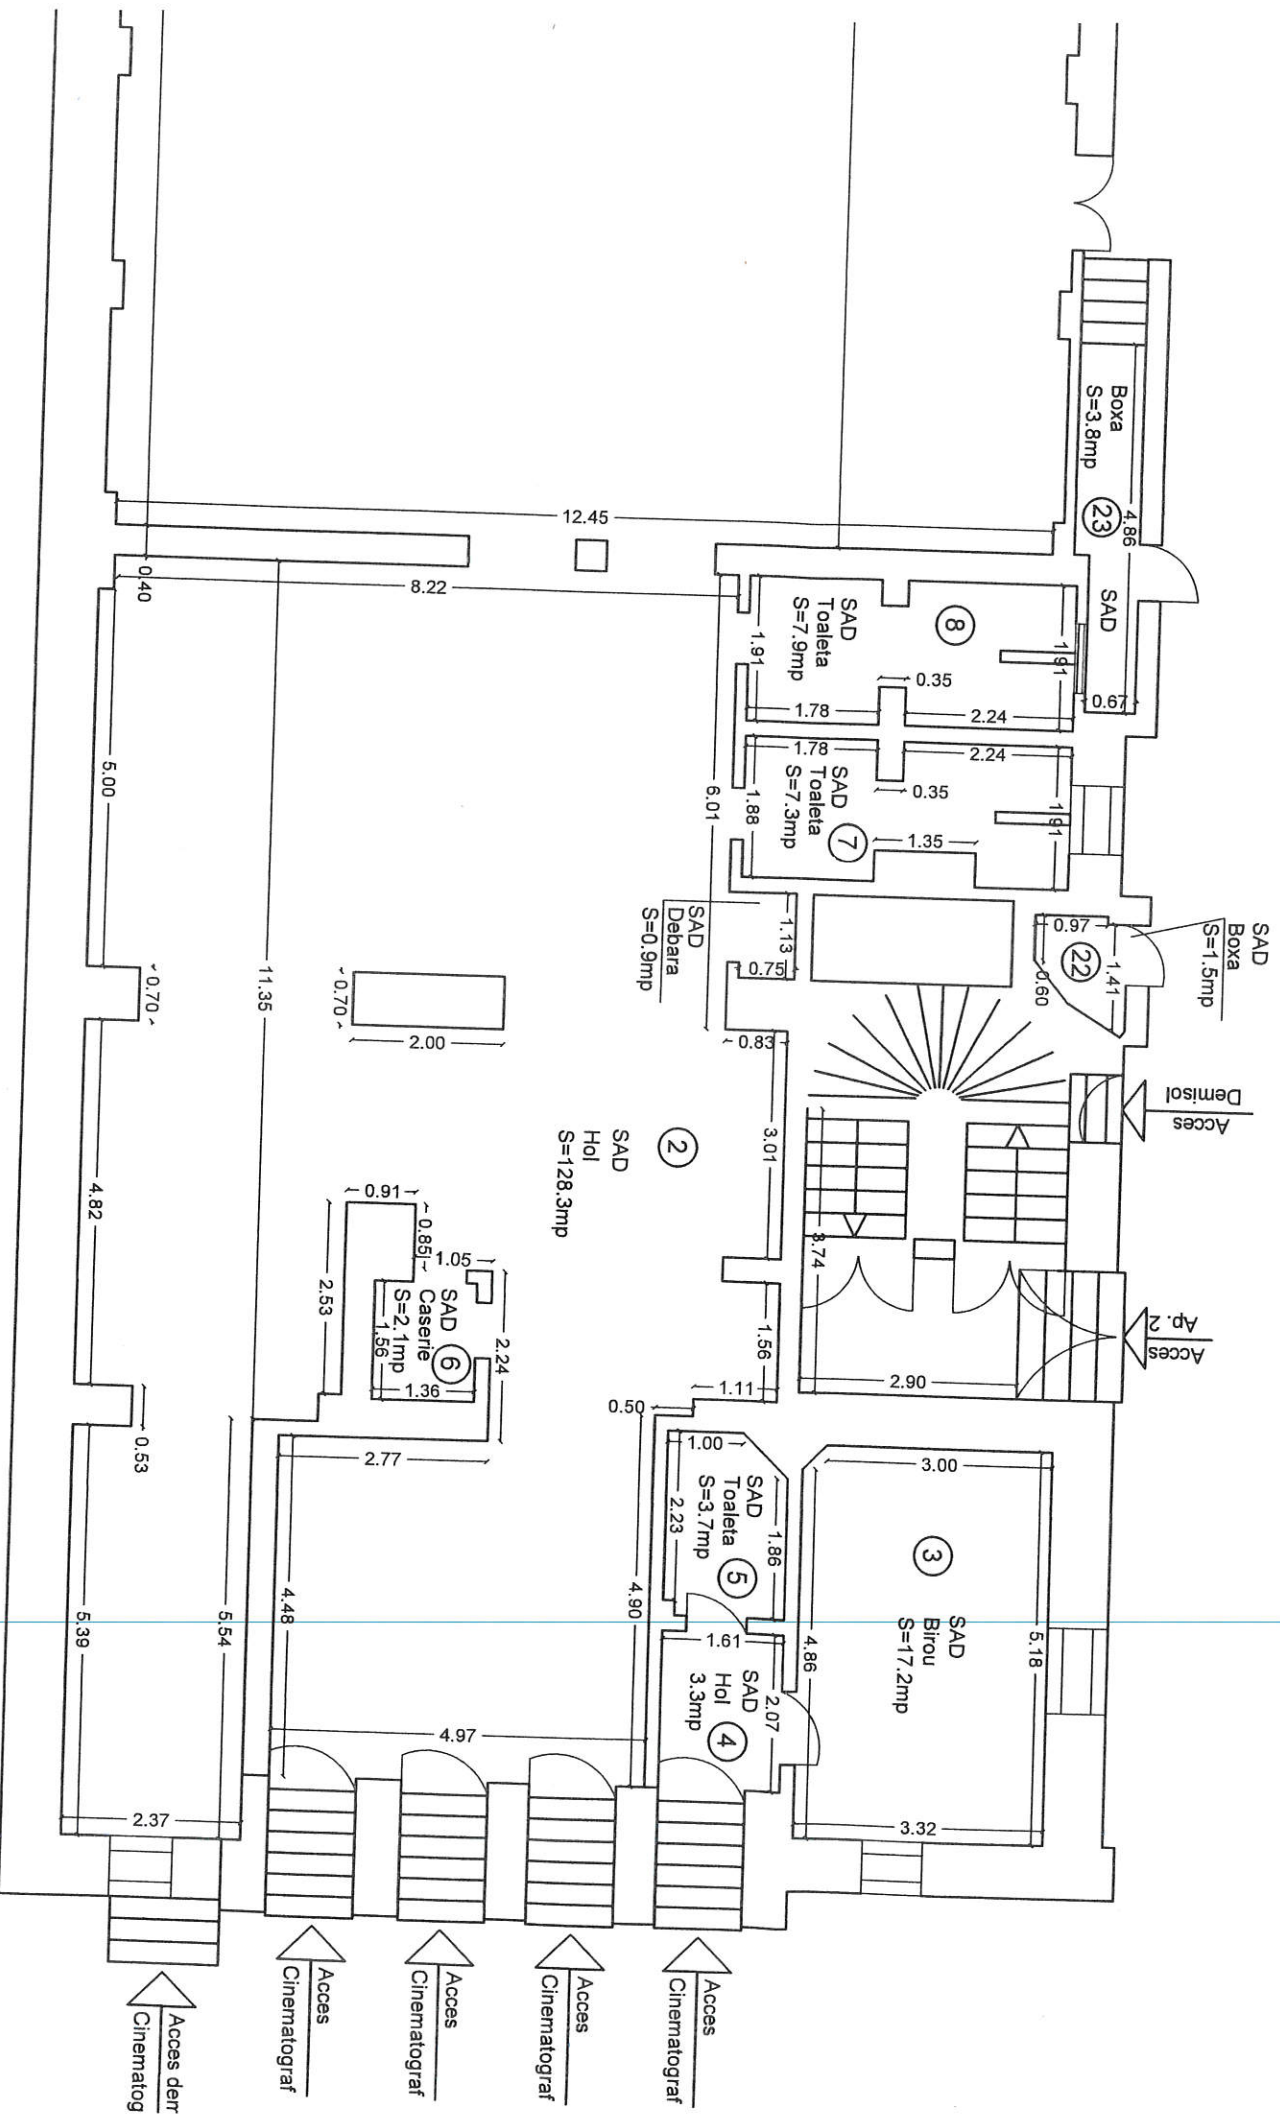 Boxa
S=3.8mp
23
4.86
SAD
0.67
12.45
0.40
8.22
8
SAD
Toaleta
S=7.9mp
1.91
1.91
0.35
1.78
2.24
1.78
2.24
SAD
Toaleta
S=7.3mp
7
1.88
0.35
1.91
1.35
6.01
5.00
11.35
SAD
Debara
S=0.9mp
1.13
0.75
0.83
0.97
22
1.41
0.60
SAD
Boxa
S=1.5mp
Acces
Demisol
Acces
Ap. 2
0.70
0.70
2.00
2
SAD
Hol
S=128.3mp
3.01
3.74
4.82
0.91
0.85
1.05
2.53
SAD
Caserie
S=2.1mp
6
1.56
1.36
2.24
1.56
1.11
2.90
0.50
0.53
2.77
1.00
3.00
SAD
Toaleta
S=3.7mp
5
2.23
1.86
3
SAD
Birou
S=17.2mp
5.18
4.86
1.61
SAD
Hol
3.3mp
4
2.07
4.90
4.48
5.54
5.39
4.97
2.37
3.32
Acces
Cinematograf
Acces
Cinematograf
Acces
Cinematograf
Acces
Cinematograf
Acces dem
Cinematog